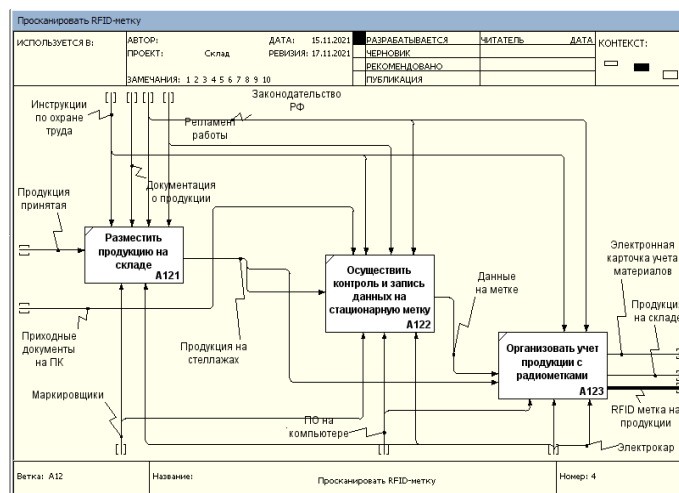 Просканировать RFID-метку
ИСПОЛЬЗУЕТСЯ В:
АВТОР:
ДАТА: 15.11.2021
ПРОЕКТ: Склад
РЕВИЗИЯ: 17.11.2021
ЗАМЕЧАНИЯ: 1 2 3 4 5 6 7 8 9 10
РАЗРАБАТЫВАЕТСЯ
ЧЕРНОВИК
РЕКОМЕНДОВАНО
ПУБЛИКАЦИЯ
ЧИТАТЕЛЬ
ДАТА
КОНТЕКСТ:
Инструкции
по охране
труда
Законодательство
РФ
Регламент
работы
Документация
о продукции
Продукция
принятая
Разместить
продукцию на
складе
A121
Осуществить
контроль и запись
данных на
стационарную метку
A122
Данные
на метке
Электронная
карточка учета
материалов
Продукция
на складе
Организовать учет
продукции с
радиометками
A123
RFID метка на
продукции
Приходные
документы
на ПК
Продукция на
стеллажах
Маркировщики
ПО на
компьютере
Электрокар
Ветка: A12
Название:
Просканировать RFID-метку
Номер: 4